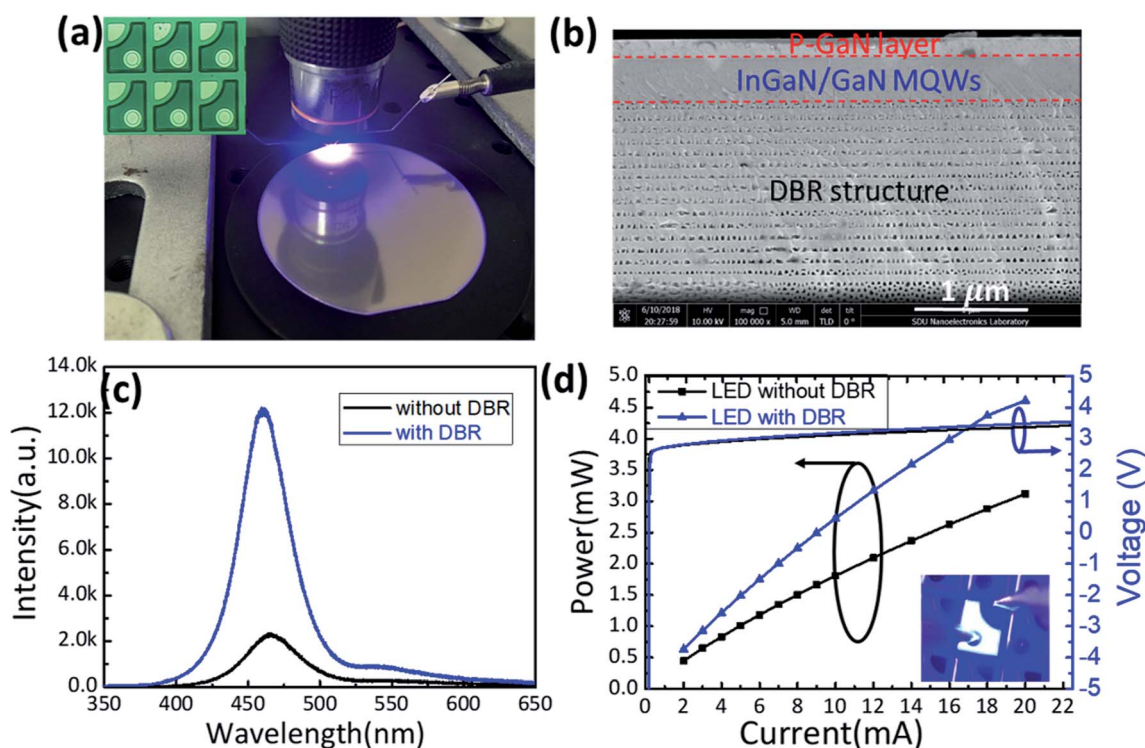 (a)
(b)
P-GaN layer
InGaN/GaN MQWs
DBR structure
1 μm
6/10/2018
20:27:59
HV
10.00 kV
mag □
100 000 x
WD
5.0 mm
det
TLD
tilt
0 °
SDU Nanoelectronics Laboratory
(c)
14.0k
12.0k
10.0k
8.0k
6.0k
4.0k
2.0k
0.0
Intensity(a.u.)
without DBR
with DBR
350 400 450 500 550 600 650
Wavelength(nm)
(d)
5.0
4.5
4.0
3.5
3.0
2.5
2.0
1.5
1.0
0.5
0.0
Power(mW)
LED without DBR
LED with DBR
5
4
3
2
1
0
-1
-2
-3
-4
-5
Voltage (V)
0 2 4 6 8 10 12 14 16 18 20 22
Current(mA)